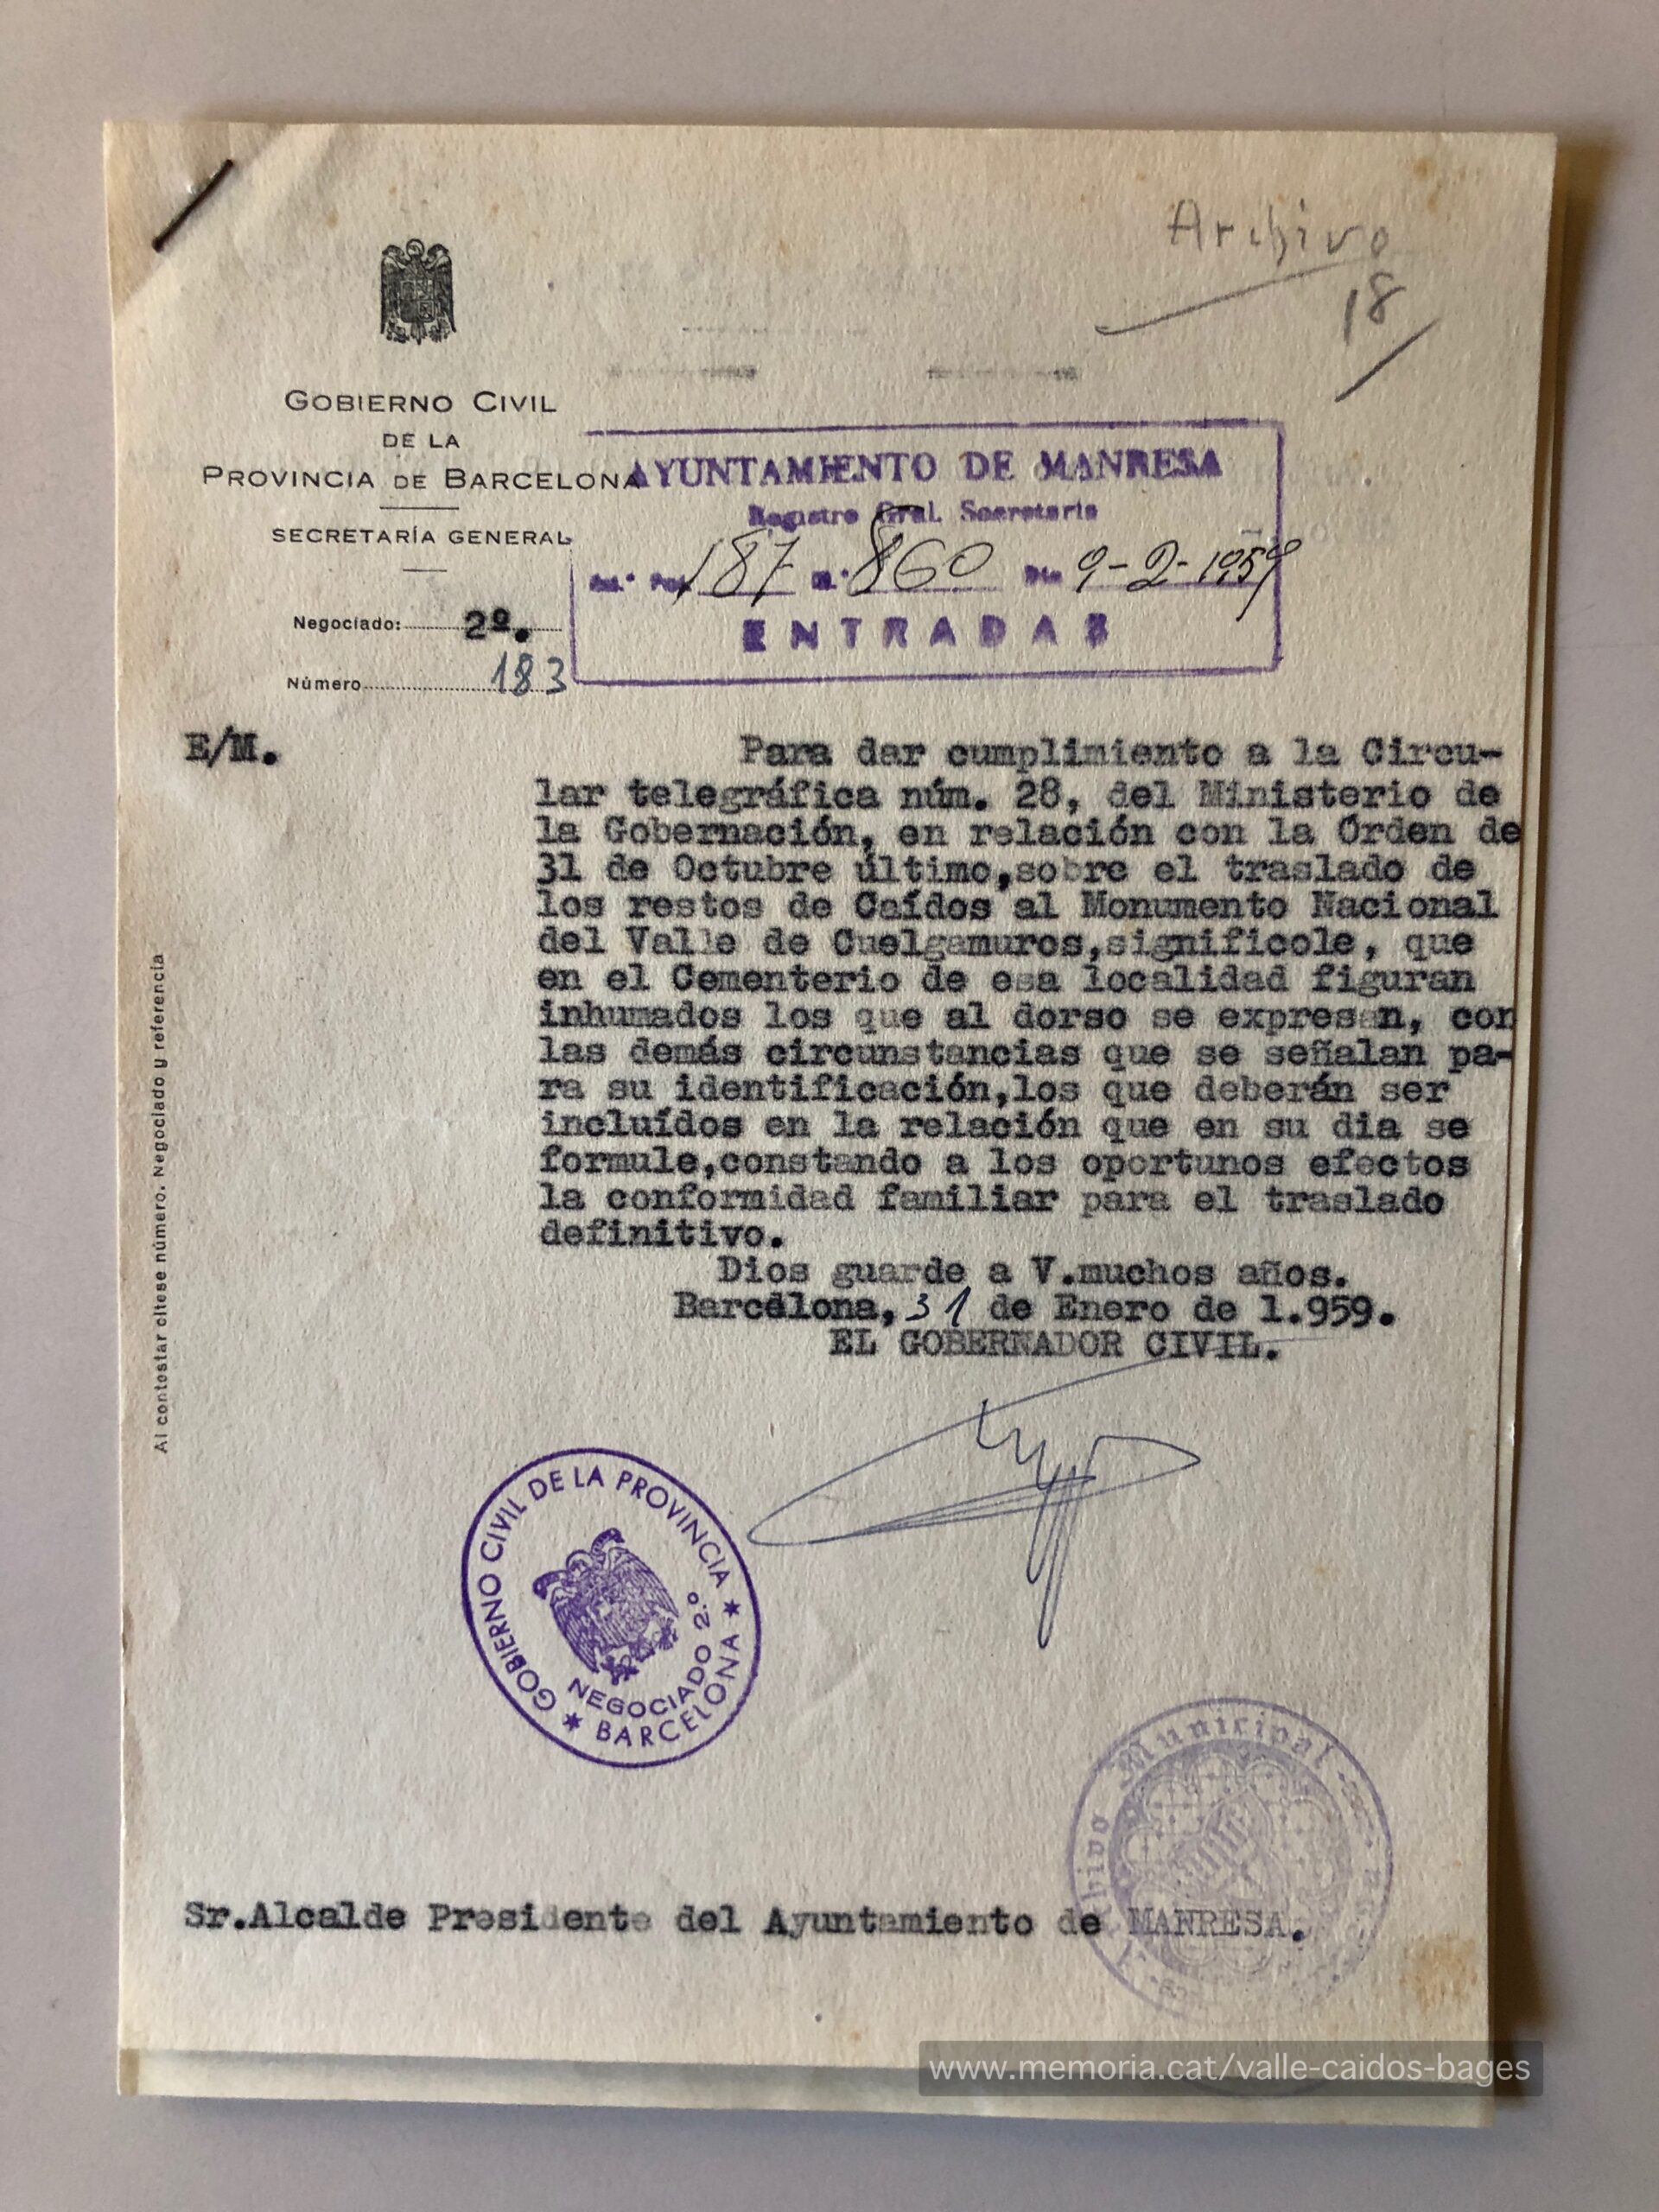 Archivo
18
GOBIERNO CIVIL
DE LA
PROVINCIA DE BARCELONA
SECRETARÍA GENERAL
Negociado: 2º.
Número 183
AYUNTAMIENTO DE MANRESA
Registro Gral. Secretaria
187 n.° 860 Dia 9-2-1959
ENTRADAS
E/M.
Para dar cumplimiento a la Circu-
lar telegráfica núm. 28, del Ministerio de
la Gobernación, en relación con la Orden de
31 de Octubre último,sobre el traslado de
los restos de Caídos al Monumento Nacional
del Valle de Cuelgamuros,significole, que
en el Cementerio de esa localidad figuran
inhumados los que al dorso se expresan, con
las demás circunstancias que se señalan pa-
ra su identificación,los que deberán ser
incluídos en la relación que en su dia se
formule,constando a los oportunos efectos
la conformidad familiar para el traslado
definitivo.
Dios guarde a V.muchos años.
Barcelona, 31 de Enero de 1.959.
EL GOBERNADOR CIVIL.
Al contestar cítese número. Negociado y referencia
GOBIERNO CIVIL DE LA PROVINCIA * BARCELONA *
NEGOCIADO 2.º
Municipal
Sr.Alcalde Presidente del Ayuntamiento de MANRESA.
www.memoria.cat/valle-caidos-bages